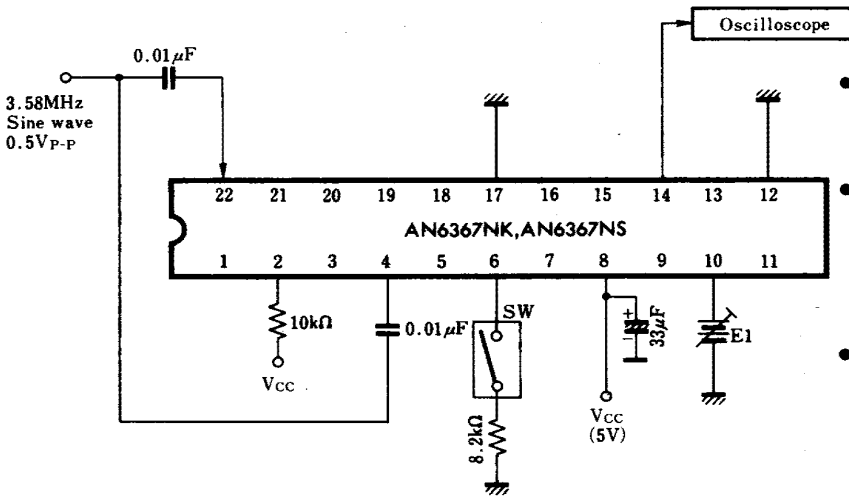 Oscilloscope
0.01μF
3.58MHz
Sine wave
0.5VP-P
22 21 20 19 18 17 16 15 14 13 12
AN6367NK, AN6367NS
1 2 3 4 5 6 7 8 9 10 11
10kΩ
VCC
0.01μF
SW
8.2kΩ
+
-
33μF
VCC
(5V)
E1